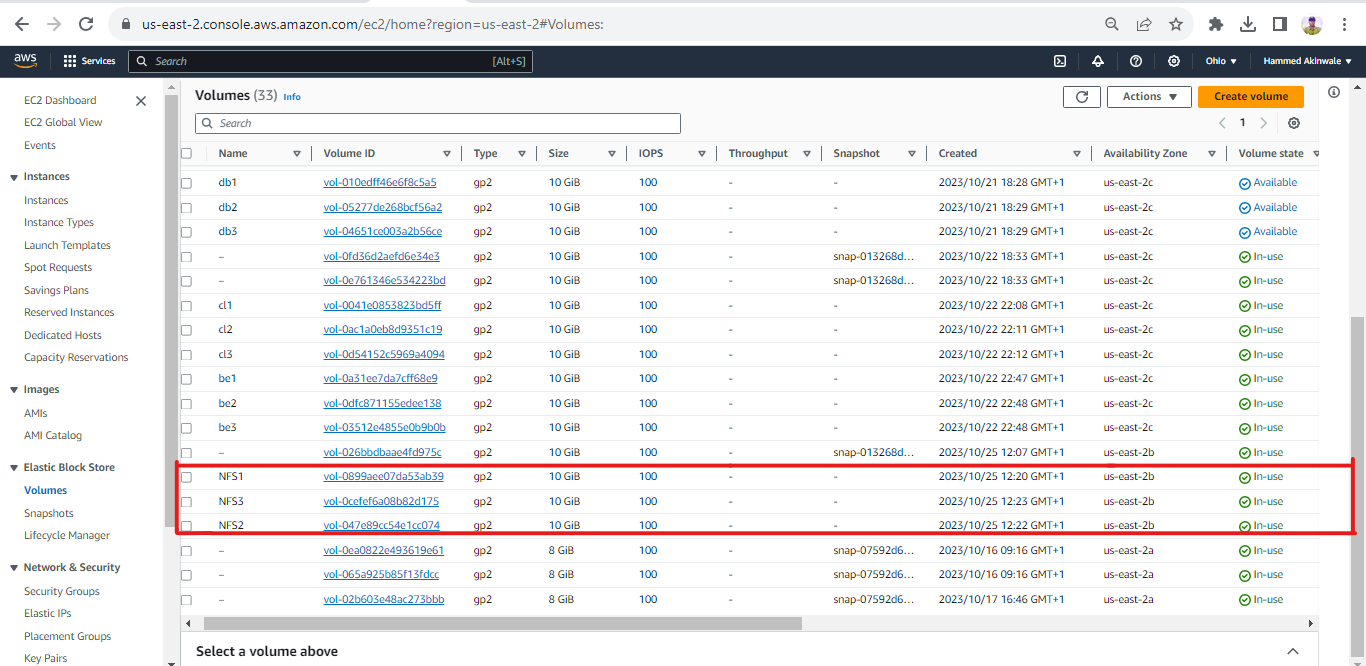 us-east-2.console.aws.amazon.com/ec2/home?region=us-east-2#Volumes:
aws Services Search [Alt+S] Ohio Hammed Akinwale
EC2 Dashboard
EC2 Global View
Events
Instances
Instances
Instance Types
Launch Templates
Spot Requests
Savings Plans
Reserved Instances
Dedicated Hosts
Capacity Reservations
Images
AMIs
AMI Catalog
Elastic Block Store
Volumes
Snapshots
Lifecycle Manager
Network & Security
Security Groups
Elastic IPs
Placement Groups
Key Pairs
Volumes (33) Info Actions Create volume
Search 1
Name Volume ID Type Size IOPS Throughput Snapshot Created Availability Zone Volume state
db1 vol-010edff46e6f8c5a5 gp2 10 GiB 100 - - 2023/10/21 18:28 GMT+1 us-east-2c Available
db2 vol-05277de268bcf56a2 gp2 10 GiB 100 - - 2023/10/21 18:29 GMT+1 us-east-2c Available
db3 vol-04651ce003a2b56ce gp2 10 GiB 100 - - 2023/10/21 18:29 GMT+1 us-east-2c Available
– vol-0fd36d2aefd6e34e3 gp2 10 GiB 100 - snap-013268d... 2023/10/22 18:33 GMT+1 us-east-2c In-use
– vol-0e761346e534223bd gp2 10 GiB 100 - snap-013268d... 2023/10/22 18:33 GMT+1 us-east-2c In-use
cl1 vol-0041e0853823bd5ff gp2 10 GiB 100 - - 2023/10/22 22:08 GMT+1 us-east-2c In-use
cl2 vol-0ac1a0eb8d9351c19 gp2 10 GiB 100 - - 2023/10/22 22:11 GMT+1 us-east-2c In-use
cl3 vol-0d54152c5969a4094 gp2 10 GiB 100 - - 2023/10/22 22:12 GMT+1 us-east-2c In-use
be1 vol-0a31ee7da7cff68e9 gp2 10 GiB 100 - - 2023/10/22 22:47 GMT+1 us-east-2c In-use
be2 vol-0dfc871155edee138 gp2 10 GiB 100 - - 2023/10/22 22:48 GMT+1 us-east-2c In-use
be3 vol-03512e4855e0b9b0b gp2 10 GiB 100 - - 2023/10/22 22:48 GMT+1 us-east-2c In-use
– vol-026bbdbaae4fd975c gp2 10 GiB 100 - snap-013268d... 2023/10/25 12:07 GMT+1 us-east-2b In-use
NFS1 vol-0899aee07da53ab39 gp2 10 GiB 100 - - 2023/10/25 12:20 GMT+1 us-east-2b In-use
NFS3 vol-0cefef6a08b82d175 gp2 10 GiB 100 - - 2023/10/25 12:23 GMT+1 us-east-2b In-use
NFS2 vol-047e89cc54e1cc074 gp2 10 GiB 100 - - 2023/10/25 12:22 GMT+1 us-east-2b In-use
– vol-0ea0822e493619e61 gp2 8 GiB 100 - snap-07592d6... 2023/10/16 09:16 GMT+1 us-east-2a In-use
– vol-065a925b85f13fdcc gp2 8 GiB 100 - snap-07592d6... 2023/10/16 09:16 GMT+1 us-east-2a In-use
– vol-02b603e48ac273bbb gp2 8 GiB 100 - snap-07592d6... 2023/10/17 16:46 GMT+1 us-east-2a In-use
Select a volume above